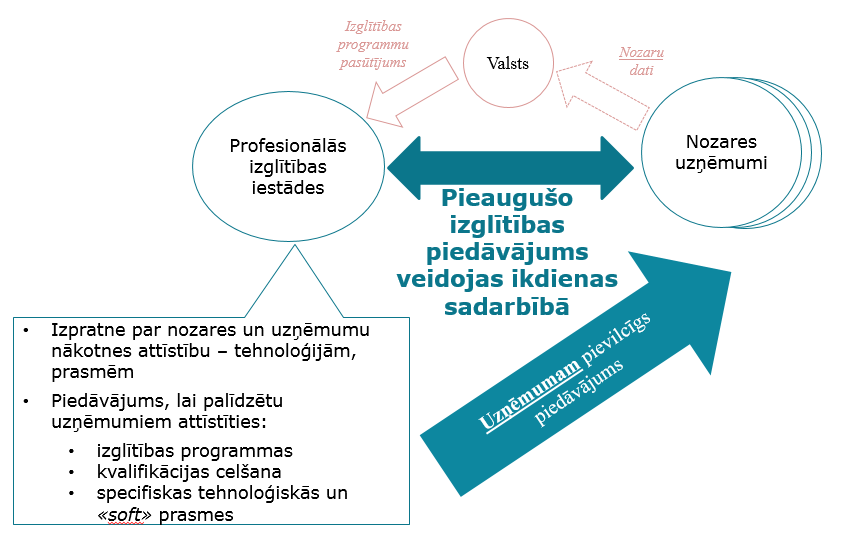 Izglītības
programmu
pasūtījums
Valsts
Nozaru
dati
Profesionālās
izglītības
iestādes
Nozares
uzņēmumi
Pieaugušo
izglītības
piedāvājums
veidojas ikdienas
sadarbībā
• Izpratne par nozares un uzņēmumu
nākotnes attīstību – tehnoloģijām,
prasmēm
• Piedāvājums, lai palīdzētu
uzņēmumiem attīstīties:
• izglītības programmas
• kvalifikācijas celšana
• specifiskas tehnoloģiskās un
«soft» prasmes
Uzņēmumam pievilcīgs
piedāvājums